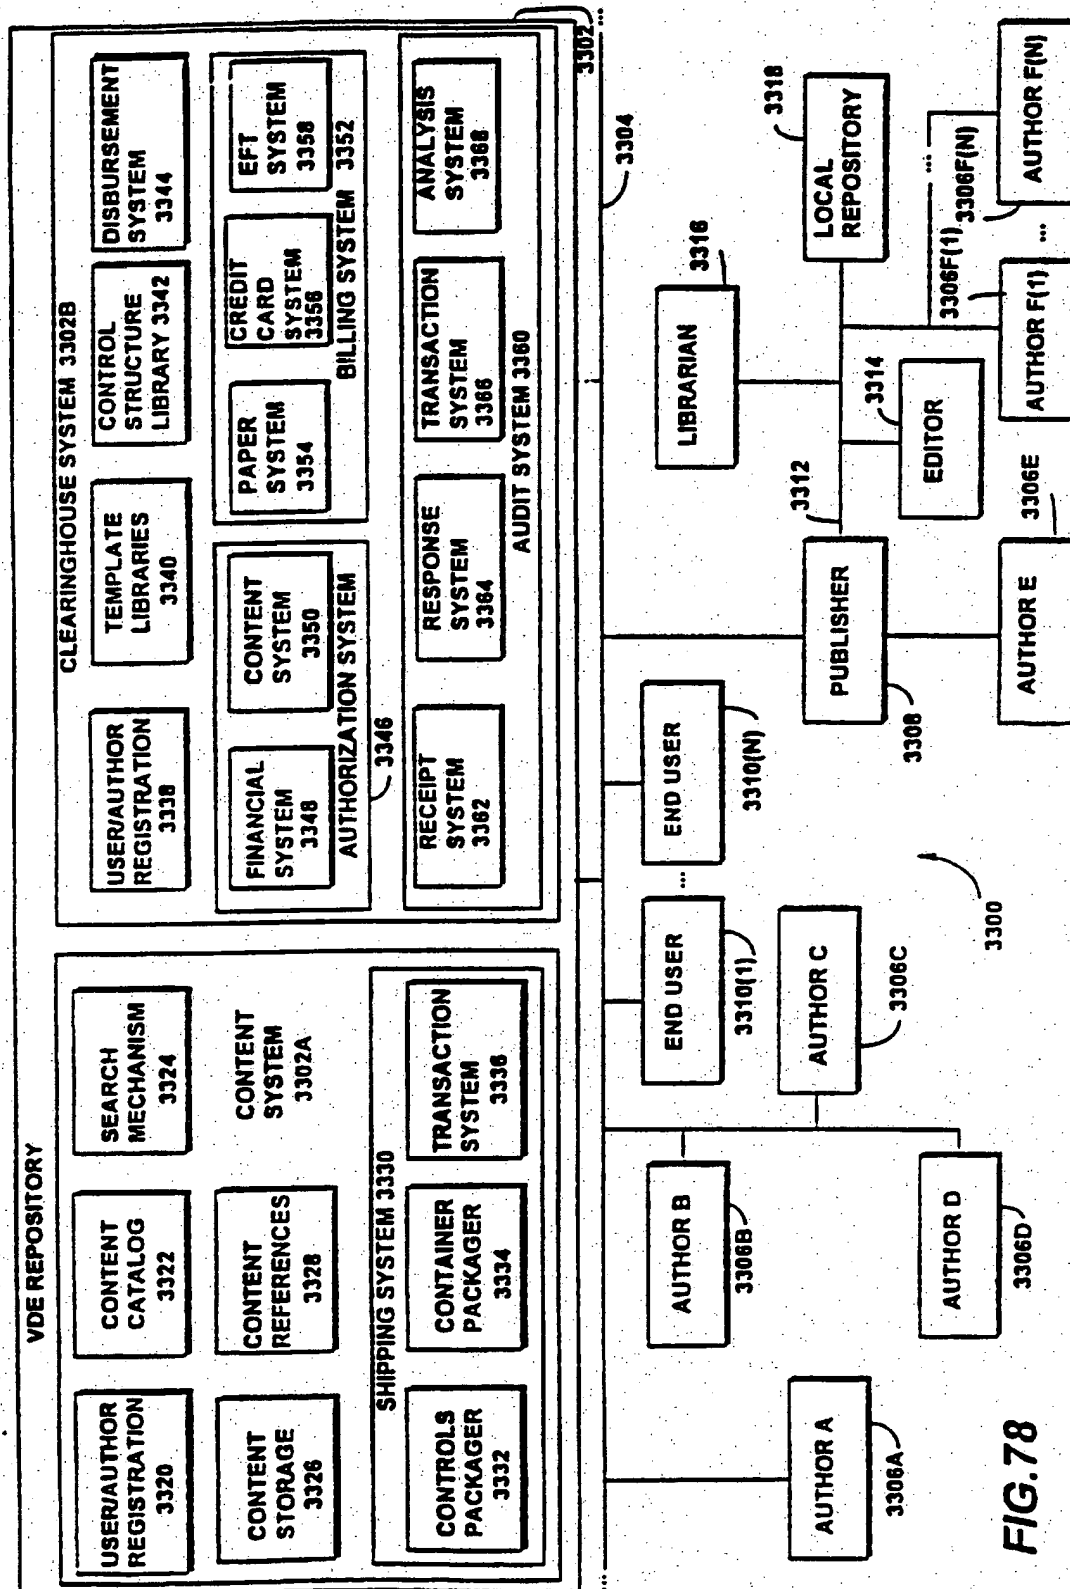 VDE REPOSITORY
3302
USER/AUTHOR
REGISTRATION
3320
CONTENT
CATALOG
3322
SEARCH
MECHANISM
3324
CONTENT
STORAGE
3326
CONTENT
REFERENCES
3328
CONTENT
SYSTEM
3302A
SHIPPING SYSTEM 3330
CONTROLS
PACKAGER
3332
CONTAINER
PACKAGER
3334
TRANSACTION
SYSTEM
3336
CLEARINGHOUSE SYSTEM 3302B
USER/AUTHOR
REGISTRATION
3338
TEMPLATE
LIBRARIES
3340
CONTROL
STRUCTURE
LIBRARY 3342
DISBURSEMENT
SYSTEM
3344
FINANCIAL
SYSTEM
3348
CONTENT
SYSTEM
3350
AUTHORIZATION SYSTEM
3346
PAPER
SYSTEM
3354
CREDIT
CARD
SYSTEM
3356
EFT
SYSTEM
3358
BILLING SYSTEM 3352
RECEIPT
SYSTEM
3362
RESPONSE
SYSTEM
3364
TRANSACTION
SYSTEM
3366
ANALYSIS
SYSTEM
3368
AUDIT SYSTEM 3360
...
...
3304
AUTHOR A
3306A
AUTHOR B
3306B
AUTHOR C
3306C
AUTHOR D
3306D
END USER
3310(1)
...
END USER
3310(N)
PUBLISHER
3308
3312
LIBRARIAN
3316
LOCAL
REPOSITORY
3318
EDITOR
3314
AUTHOR E
3306E
AUTHOR F(1)
3306F(1)
...
...
AUTHOR F(N)
3306F(N)
3300
FIG.78